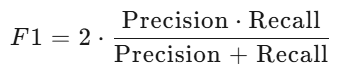 F1 = 2 · Precision · Recall / Precision + Recall